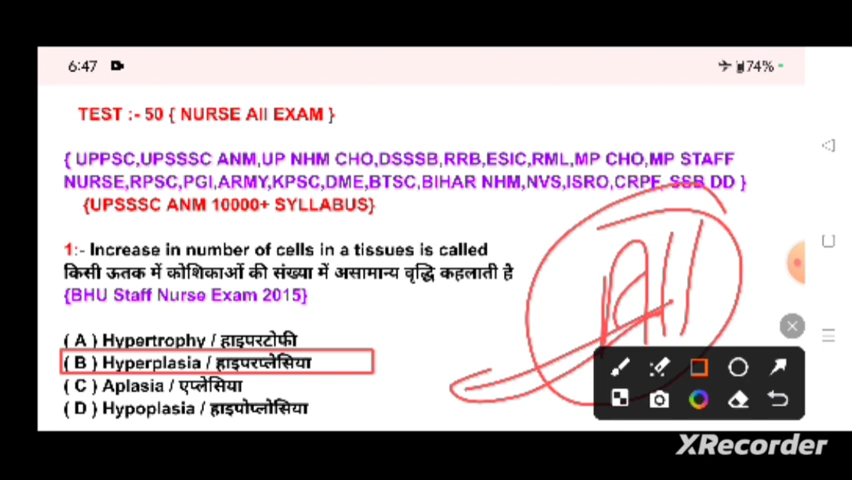 6:47
74%
TEST :- 50 { NURSE All EXAM }
{ UPPSC,UPSSSC ANM,UP NHM CHO,DSSSB,RRB,ESIC,RML,MP CHO,MP STAFF
NURSE,RPSC,PGI,ARMY,KPSC,DME,BTSC,BIHAR NHM,NVS,ISRO,CRPF, SSB DD }
{UPSSSC ANM 10000+ SYLLABUS}
1:- Increase in number of cells in a tissues is called
किसी ऊतक में कोशिकाओं की संख्या में असामान्य वृद्धि कहलाती है
{BHU Staff Nurse Exam 2015}
All
( A ) Hypertrophy / हाइपरटोफी
( B ) Hyperplasia / हाइपरप्लेसिया
( C ) Aplasia / एप्लेसिया
( D ) Hypoplasia / हाइपोप्लोसिया
XRecorder